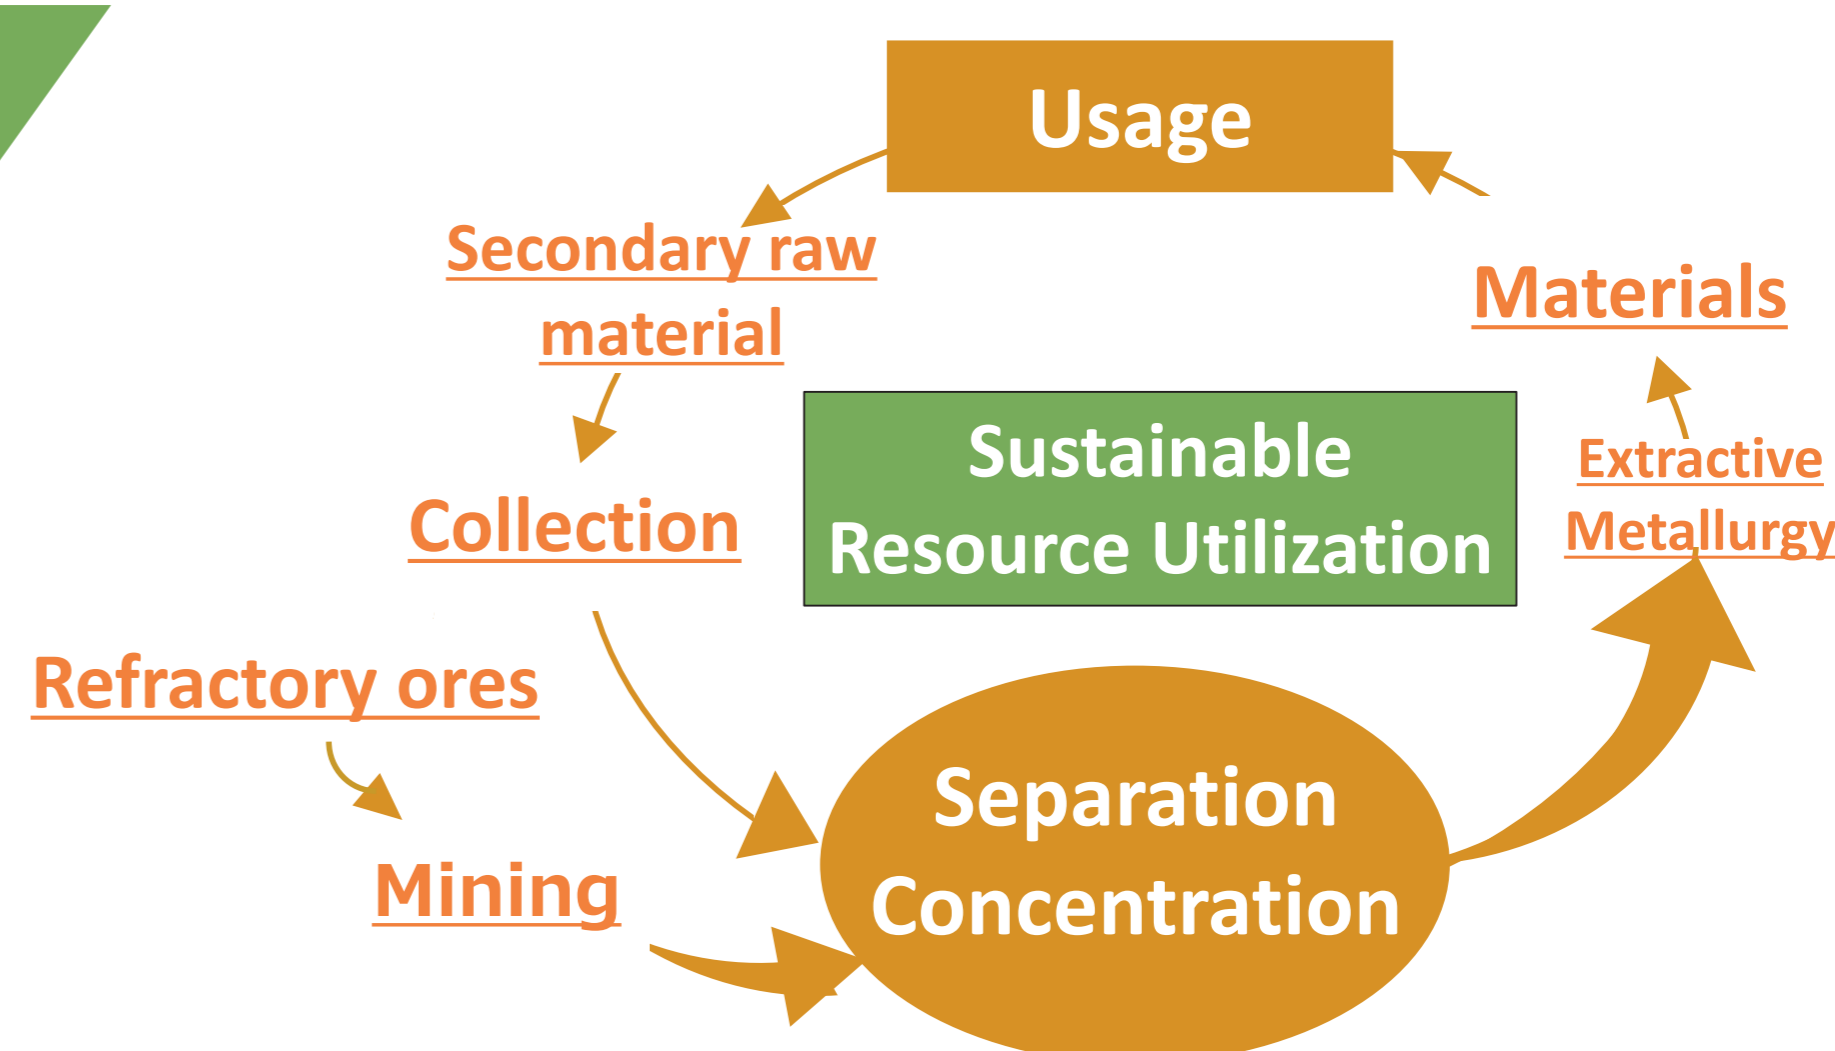 Usage
Secondary raw
material
Materials
Sustainable
Resource Utilization
Extractive
Metallurgy
Collection
Refractory ores
Mining
Separation
Concentration